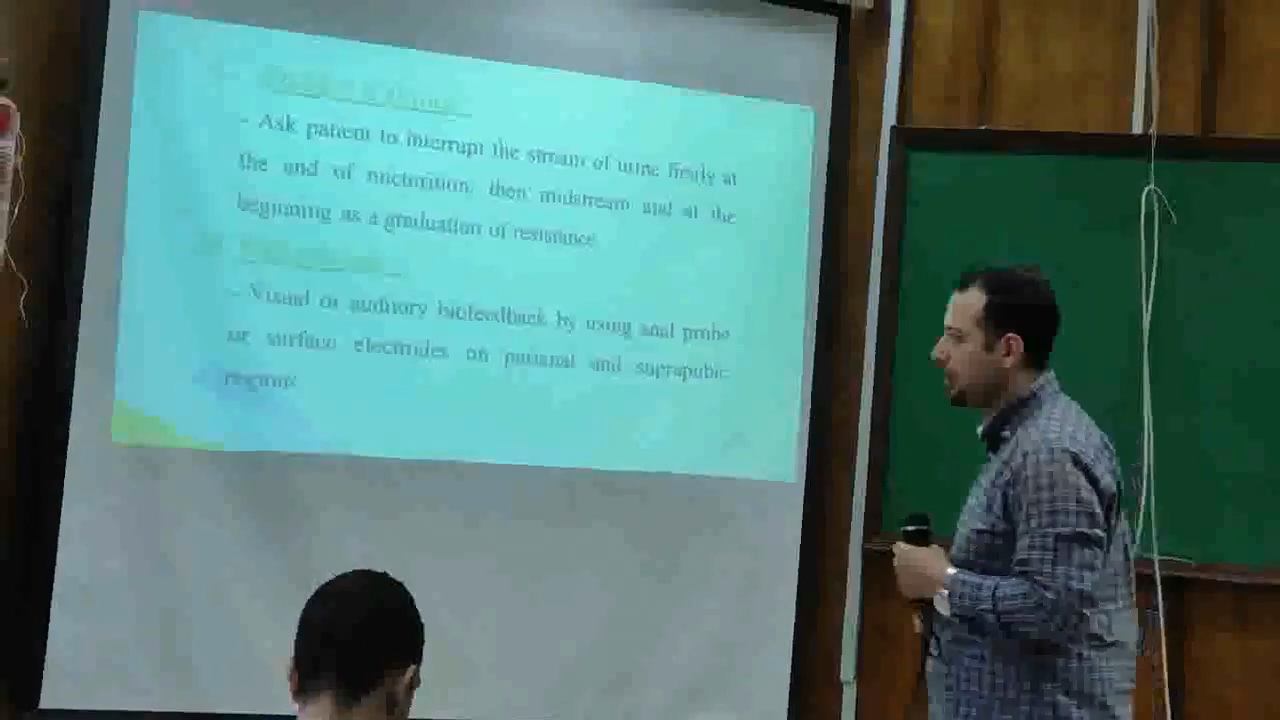 - Ask patient to interrupt the stream of urine firstly at
the end of micturition, then midstream and at the
beginning as a graduation of resistance
- Visual or auditory biofeedback by using anal probe
or surface electrodes on perianal and suprapubic
regions